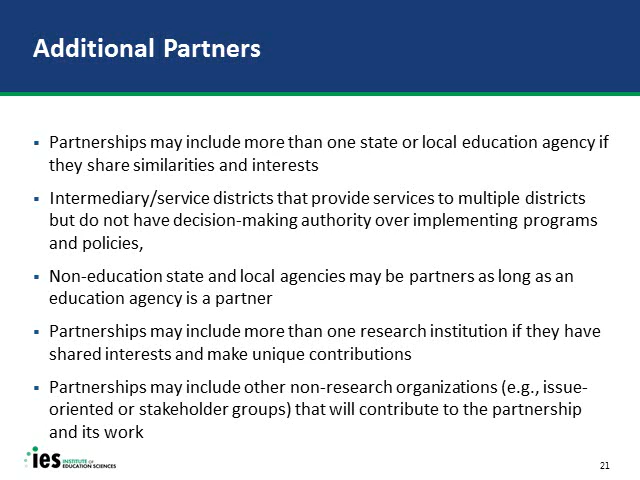 Additional Partners
▪ Partnerships may include more than one state or local education agency if
they share similarities and interests
▪ Intermediary/service districts that provide services to multiple districts
but do not have decision-making authority over implementing programs
and policies,
▪ Non-education state and local agencies may be partners as long as an
education agency is a partner
▪ Partnerships may include more than one research institution if they have
shared interests and make unique contributions
▪ Partnerships may include other non-research organizations (e.g., issue-
oriented or stakeholder groups) that will contribute to the partnership
and its work
ies INSTITUTE OF
EDUCATION SCIENCES
21